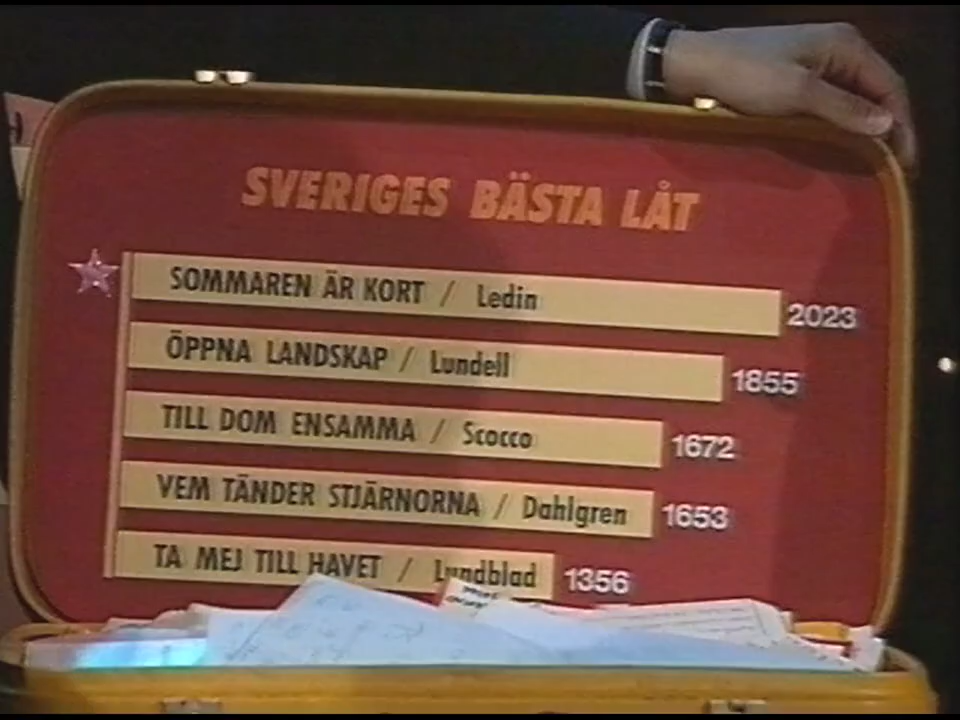 SVERIGES BÄSTA LÅT
SOMMAREN ÄR KORT / Ledin 2023
ÖPPNA LANDSKAP / Lundell 1855
TILL DOM ENSAMMA / Scocco 1672
VEM TÄNDER STJÄRNORNA / Dahlgren 1653
TA MEJ TILL HAVET / Lundblad 1356